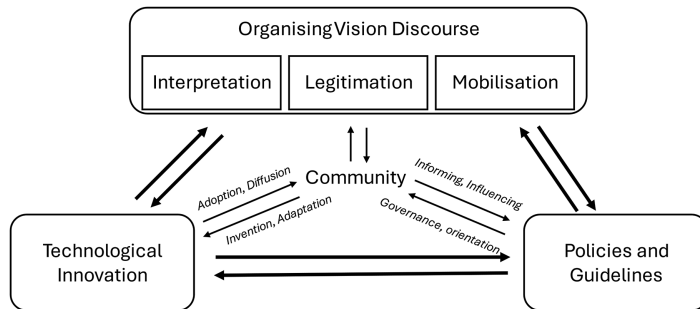 Organising Vision Discourse
Interpretation
Legitimation
Mobilisation
Adoption, Diffusion
Community
Informing, Influencing
Invention, Adaptation
Governance, orientation
Technological
Innovation
Policies and
Guidelines